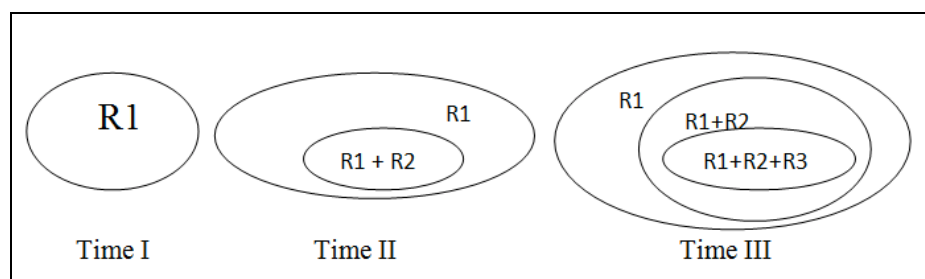 R1
R1
R1 + R2
R1
R1+R2
R1+R2+R3
Time I
Time II
Time III